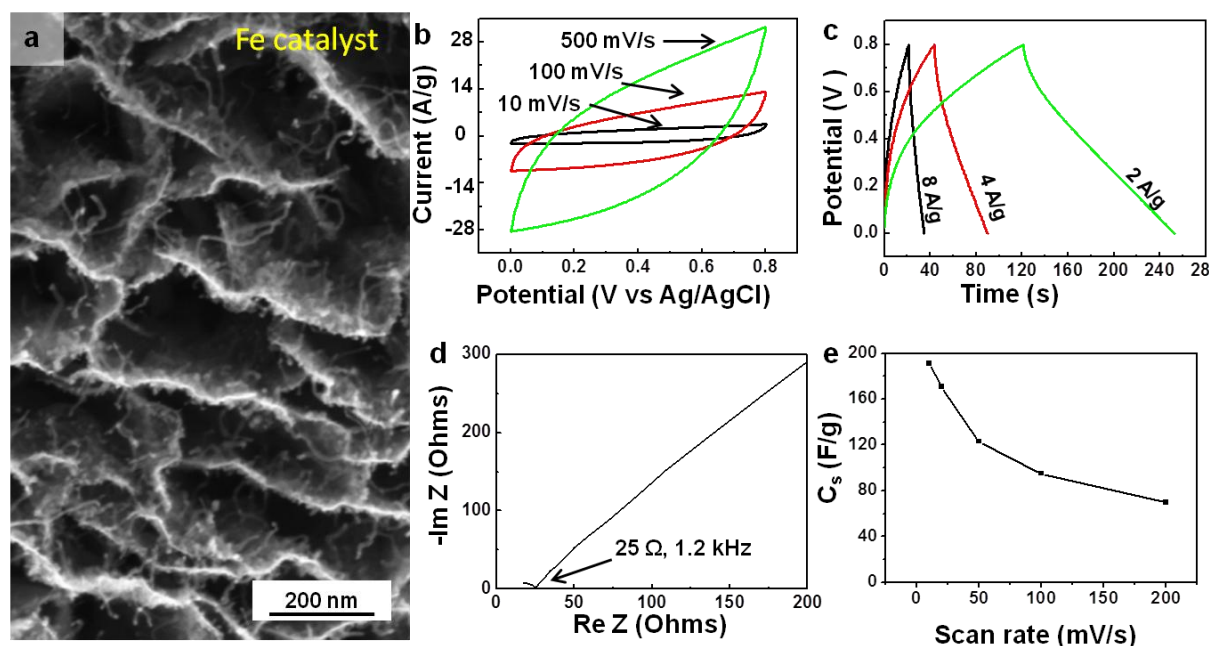 a
Fe catalyst
200 nm
b
500 mV/s
100 mV/s
10 mV/s
28
14
0
-14
-28
Current (A/g)
0.0 0.2 0.4 0.6 0.8
Potential (V vs Ag/AgCl)
c
0.8
0.6
0.4
0.2
0.0
Potential (V)
8 A/g
4 A/g
2 A/g
0 40 80 120 160 200 240 28
Time (s)
d
300
200
100
0
-Im Z (Ohms)
25 Ω, 1.2 kHz
50 100 150 200
Re Z (Ohms)
e
200
160
120
80
40
0
Cs (F/g)
0 50 100 150 200
Scan rate (mV/s)